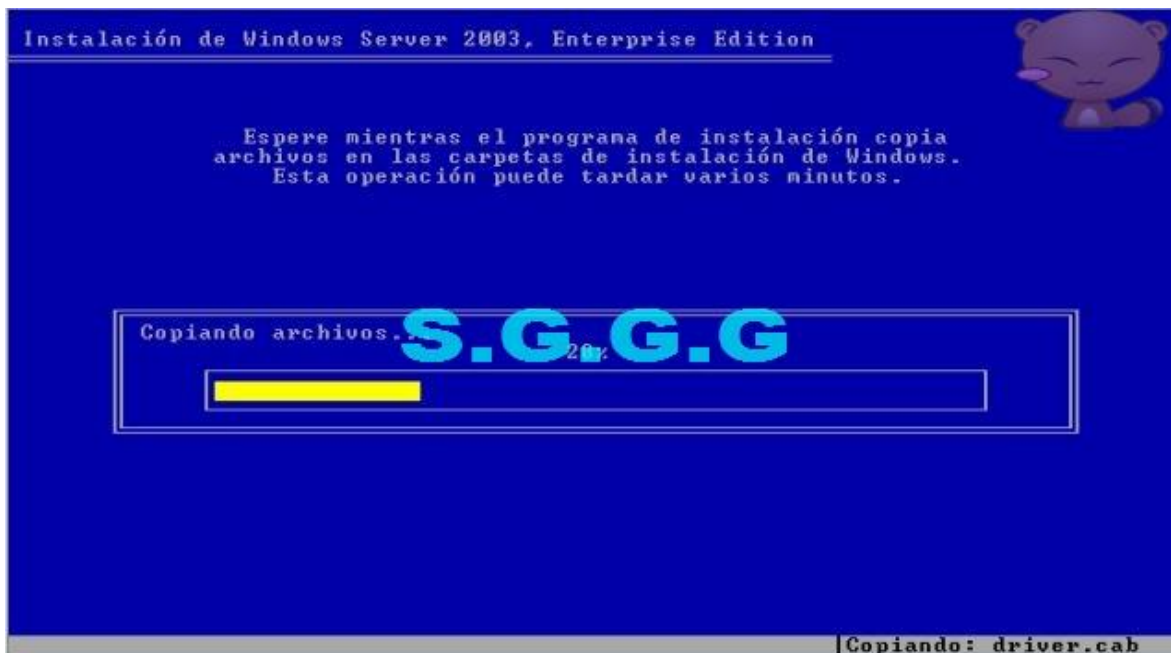 Instalación de Windows Server 2003, Enterprise Edition
Espere mientras el programa de instalación copia
archivos en las carpetas de instalación de Windows.
Esta operación puede tardar varios minutos.
Copiando archivos...
S.G.G.G
Copiando: driver.cab